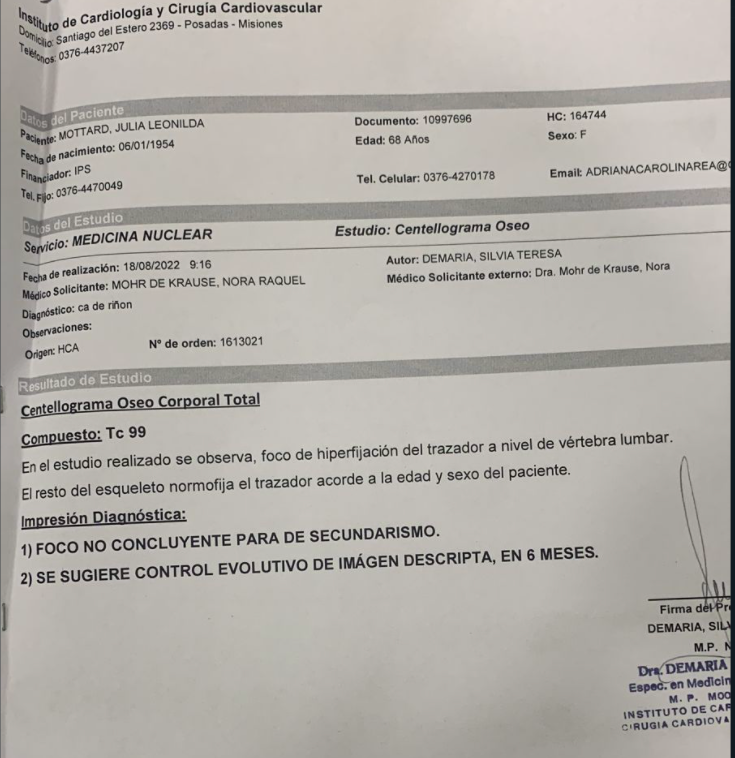 Instituto de Cardiología y Cirugía Cardiovascular
Domicilio: Santiago del Estero 2369 - Posadas - Misiones
Teléfonos: 0376-4437207
Datos del Paciente
Paciente: MOTTARD, JULIA LEONILDA Documento: 10997696 HC: 164744
Fecha de nacimiento: 06/01/1954 Edad: 68 Años Sexo: F
Financiador: IPS
Tel. Fijo: 0376-4470049 Tel. Celular: 0376-4270178 Email: ADRIANACAROLINAREA@
Datos del Estudio
Servicio: MEDICINA NUCLEAR Estudio: Centellograma Oseo
Fecha de realización: 18/08/2022 9:16 Autor: DEMARIA, SILVIA TERESA
Médico Solicitante: MOHR DE KRAUSE, NORA RAQUEL Médico Solicitante externo: Dra. Mohr de Krause, Nora
Diagnóstico: ca de riñon
Observaciones:
Origen: HCA Nº de orden: 1613021
Resultado de Estudio
Centellograma Oseo Corporal Total
Compuesto: Tc 99
En el estudio realizado se observa, foco de hiperfijación del trazador a nivel de vértebra lumbar.
El resto del esqueleto normofija el trazador acorde a la edad y sexo del paciente.
Impresión Diagnóstica:
1) FOCO NO CONCLUYENTE PARA DE SECUNDARISMO.
2) SE SUGIERE CONTROL EVOLUTIVO DE IMÁGEN DESCRIPTA, EN 6 MESES.
Firma del Pr
DEMARIA, SIL
M.P.
Dra. DEMARIA
Espec. en Medicin
M. P. MOO
INSTITUTO DE CAR
CIRUGIA CARDIOVA